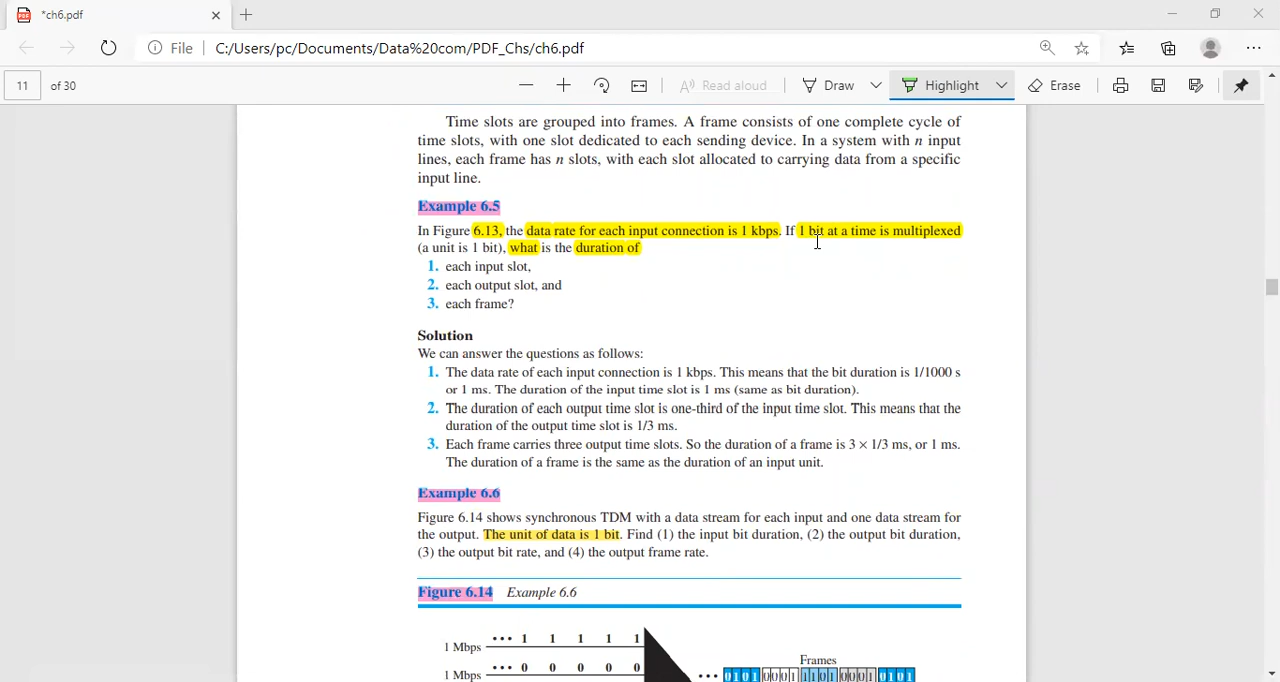 *ch6.pdf
File C:/Users/pc/Documents/Data%20com/PDF_Chs/ch6.pdf
11 of 30 Read aloud Draw Highlight Erase
Time slots are grouped into frames. A frame consists of one complete cycle of
time slots, with one slot dedicated to each sending device. In a system with n input
lines, each frame has n slots, with each slot allocated to carrying data from a specific
input line.
Example 6.5
In Figure 6.13, the data rate for each input connection is 1 kbps. If 1 bit at a time is multiplexed
(a unit is 1 bit), what is the duration of
1. each input slot,
2. each output slot, and
3. each frame?
Solution
We can answer the questions as follows:
1. The data rate of each input connection is 1 kbps. This means that the bit duration is 1/1000 s
or 1 ms. The duration of the input time slot is 1 ms (same as bit duration).
2. The duration of each output time slot is one-third of the input time slot. This means that the
duration of the output time slot is 1/3 ms.
3. Each frame carries three output time slots. So the duration of a frame is 3 × 1/3 ms, or 1 ms.
The duration of a frame is the same as the duration of an input unit.
Example 6.6
Figure 6.14 shows synchronous TDM with a data stream for each input and one data stream for
the output. The unit of data is 1 bit. Find (1) the input bit duration, (2) the output bit duration,
(3) the output bit rate, and (4) the output frame rate.
Figure 6.14 Example 6.6
1 Mbps ••• 1 1 1 1 1
Frames
1 Mbps ••• 0 0 0 0 0
••• 0101 0001 1101 0001 0101